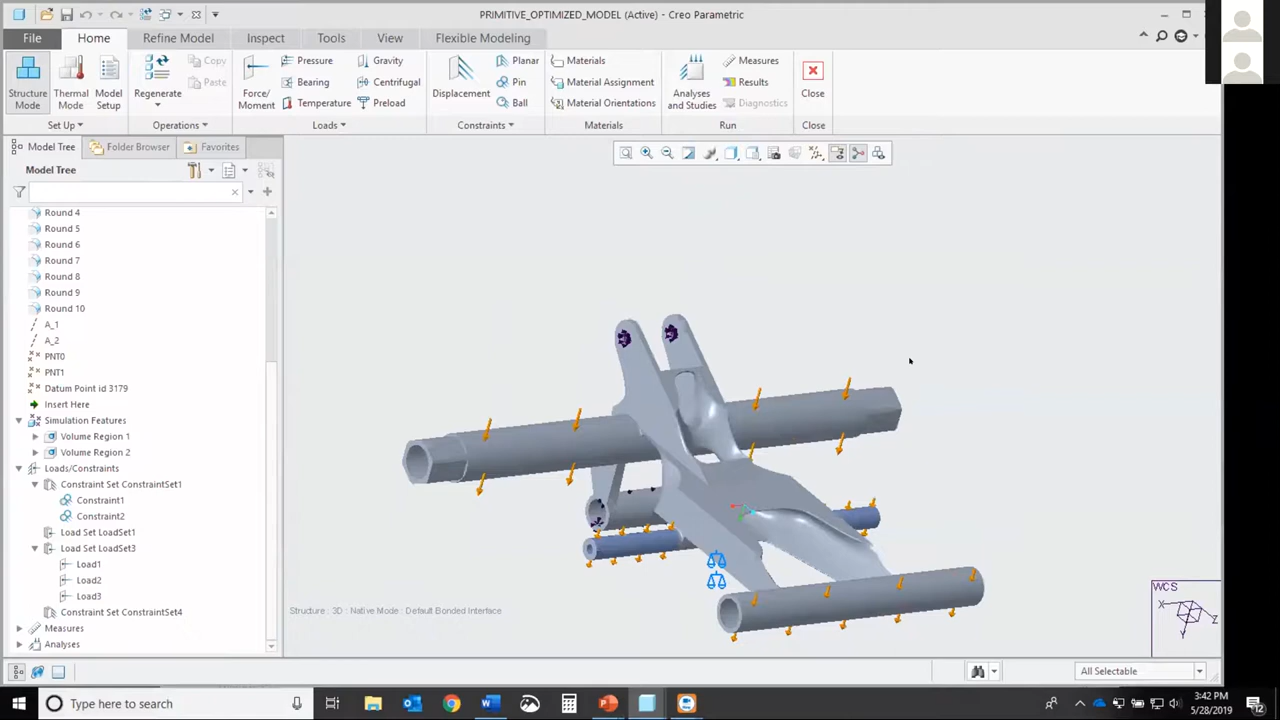 PRIMITIVE_OPTIMIZED_MODEL (Active) - Creo Parametric
File
Home
Refine Model
Inspect
Tools
View
Flexible Modeling
Structure Mode
Thermal Mode
Model Setup
Set Up
Regenerate
Copy
Paste
Operations
Force/Moment
Pressure
Bearing
Temperature
Gravity
Centrifugal
Preload
Loads
Displacement
Planar
Pin
Ball
Constraints
Materials
Material Assignment
Material Orientations
Materials
Analyses and Studies
Measures
Results
Diagnostics
Run
Close
Close
Model Tree
Folder Browser
Favorites
Model Tree
Round 4
Round 5
Round 6
Round 7
Round 8
Round 9
Round 10
A_1
A_2
PNT0
PNT1
Datum Point id 3179
Insert Here
Simulation Features
Volume Region 1
Volume Region 2
Loads/Constraints
Constraint Set ConstraintSet1
Constraint1
Constraint2
Load Set LoadSet1
Load Set LoadSet3
Load1
Load2
Load3
Constraint Set ConstraintSet4
Measures
Analyses
Structure : 3D : Native Mode : Default Bonded Interface
WCS
X
Z
Y
All Selectable
Type here to search
3:42 PM
5/28/2019